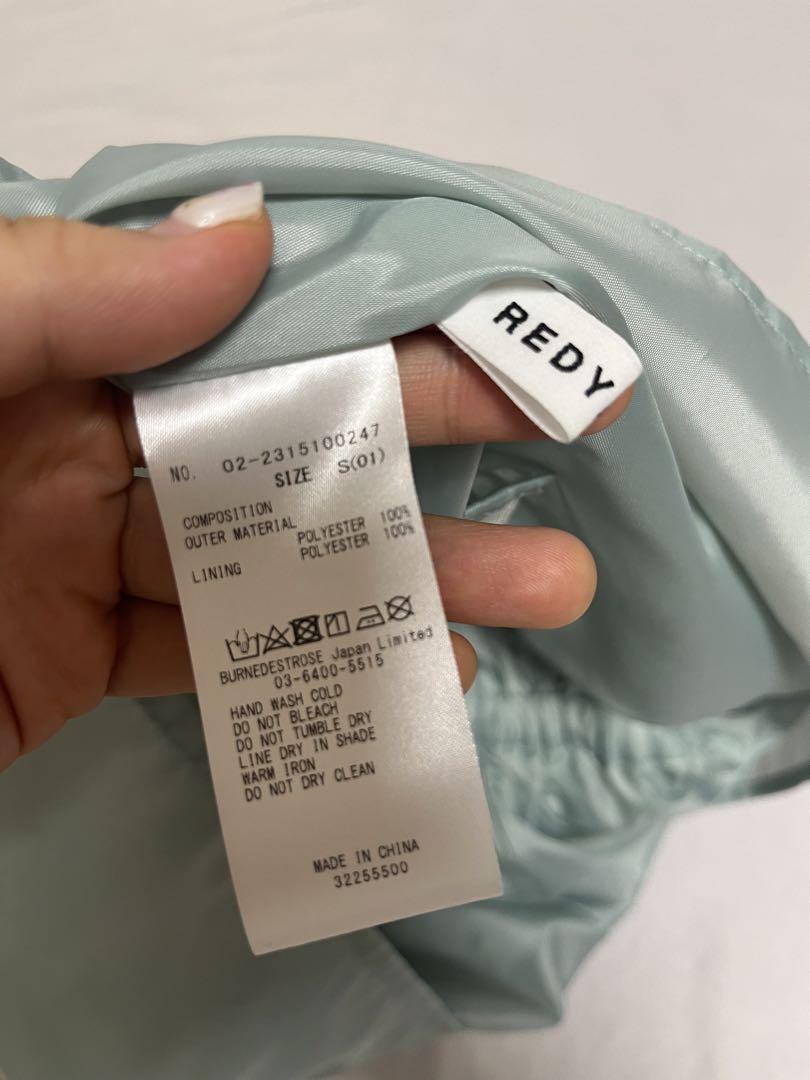 REDY
NO. 02-2315100247
SIZE S(01)
COMPOSITION
OUTER MATERIAL
POLYESTER 100%
LINING POLYESTER 100%
BURNEDESTROSE Japan Limited
03-6400-5515
HAND WASH COLD
DO NOT BLEACH
DO NOT TUMBLE DRY
LINE DRY IN SHADE
WARM IRON
DO NOT DRY CLEAN
MADE IN CHINA
32255500